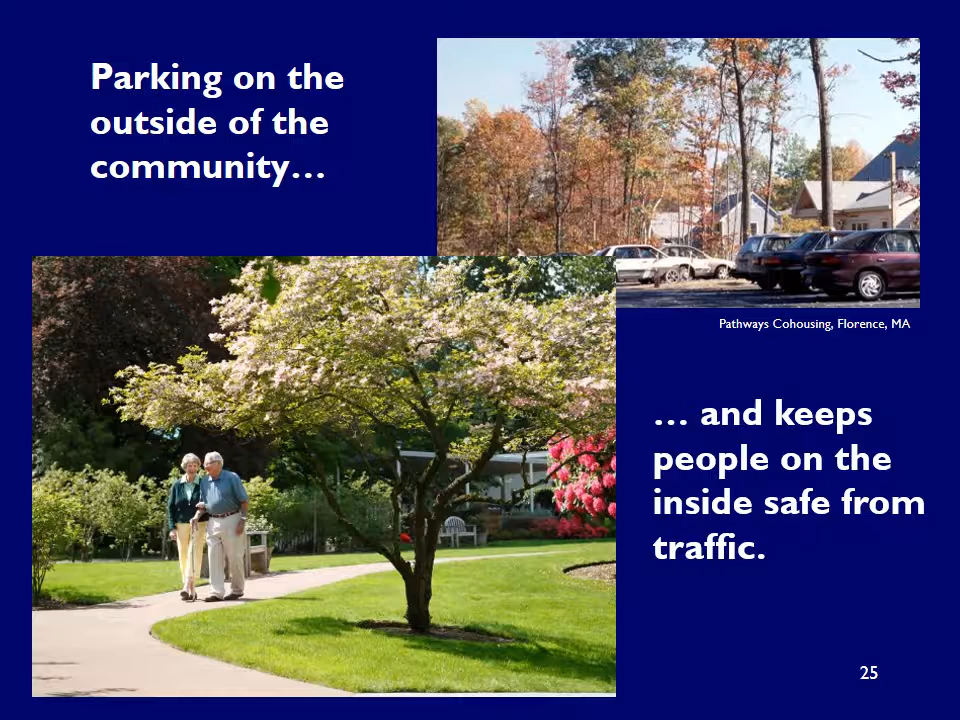 Parking on the
outside of the
community…
Pathways Cohousing, Florence, MA
… and keeps
people on the
inside safe from
traffic.
25